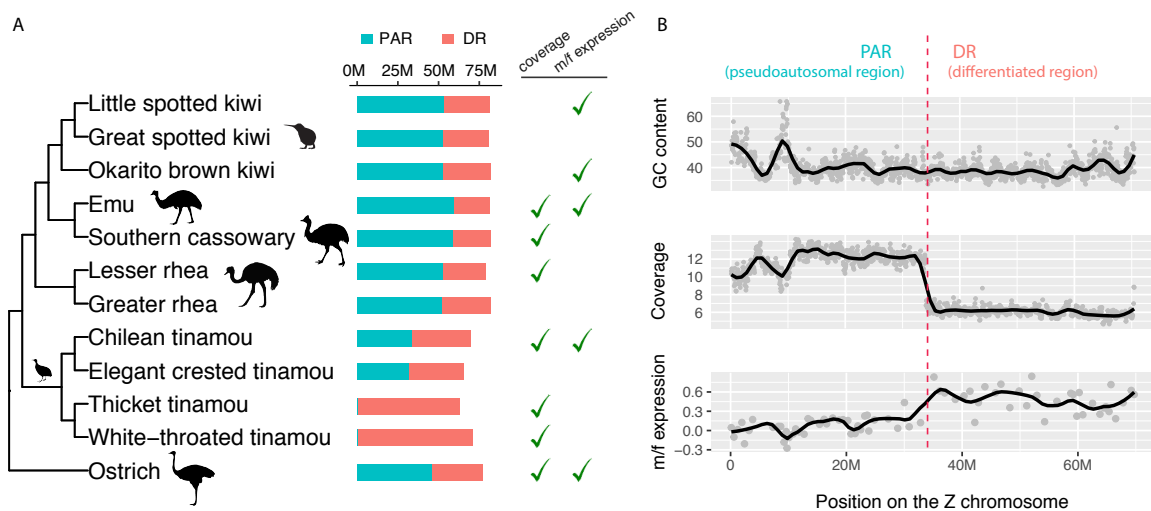 A
PAR DR
coverage
m/f expression
0M 25M 50M 75M
Little spotted kiwi
Great spotted kiwi
Okarito brown kiwi
Emu
Southern cassowary
Lesser rhea
Greater rhea
Chilean tinamou
Elegant crested tinamou
Thicket tinamou
White−throated tinamou
Ostrich
B
PAR DR
(pseudoautosomal region) (differentiated region)
GC content
60
50
40
Coverage
12
10
8
6
m/f expression
0.6
0.3
0.0
−0.3
0 20M 40M 60M
Position on the Z chromosome